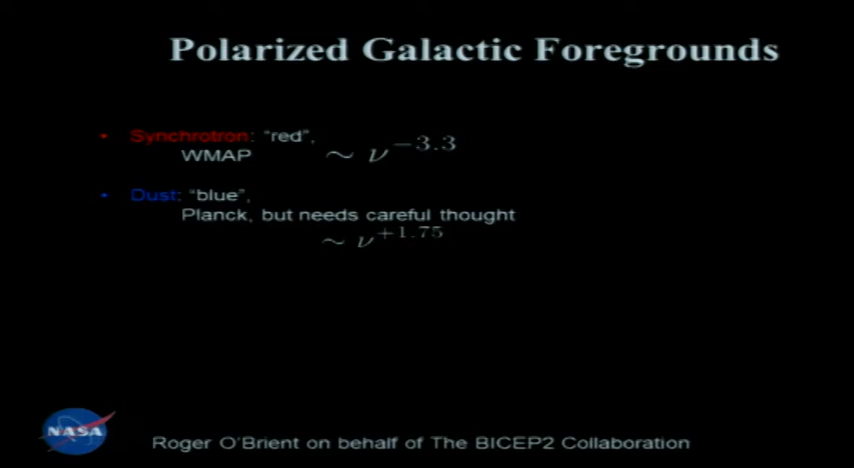 Polarized Galactic Foregrounds
• Synchrotron: "red",
WMAP
~ ν^{-3.3}
• Dust: "blue",
Planck, but needs careful thought
~ ν^{+1.75}
NASA
Roger O'Brient on behalf of The BICEP2 Collaboration